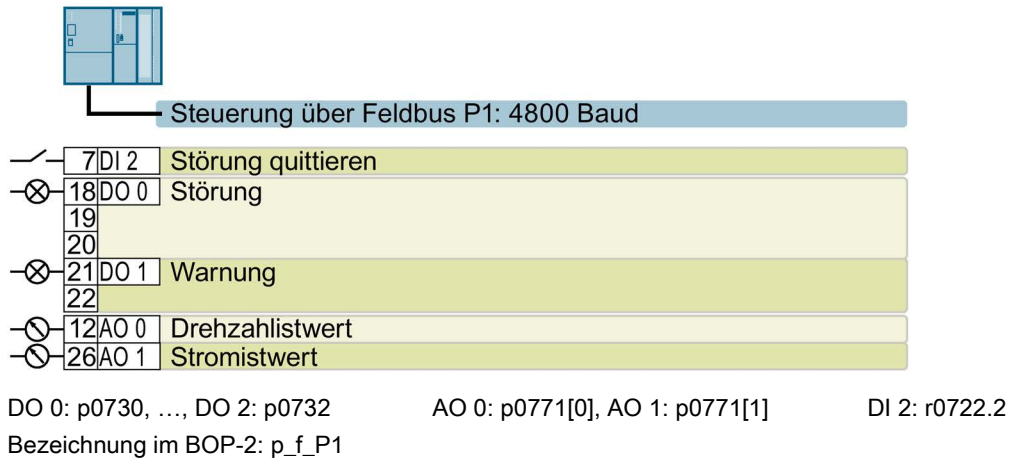 Steuerung über Feldbus P1: 4800 Baud
7 DI 2 Störung quittieren
18 DO 0 Störung
19
20
21 DO 1 Warnung
22
12 AO 0 Drehzahlistwert
26 AO 1 Stromistwert
DO 0: p0730, …, DO 2: p0732 AO 0: p0771[0], AO 1: p0771[1] DI 2: r0722.2
Bezeichnung im BOP-2: p_f_P1